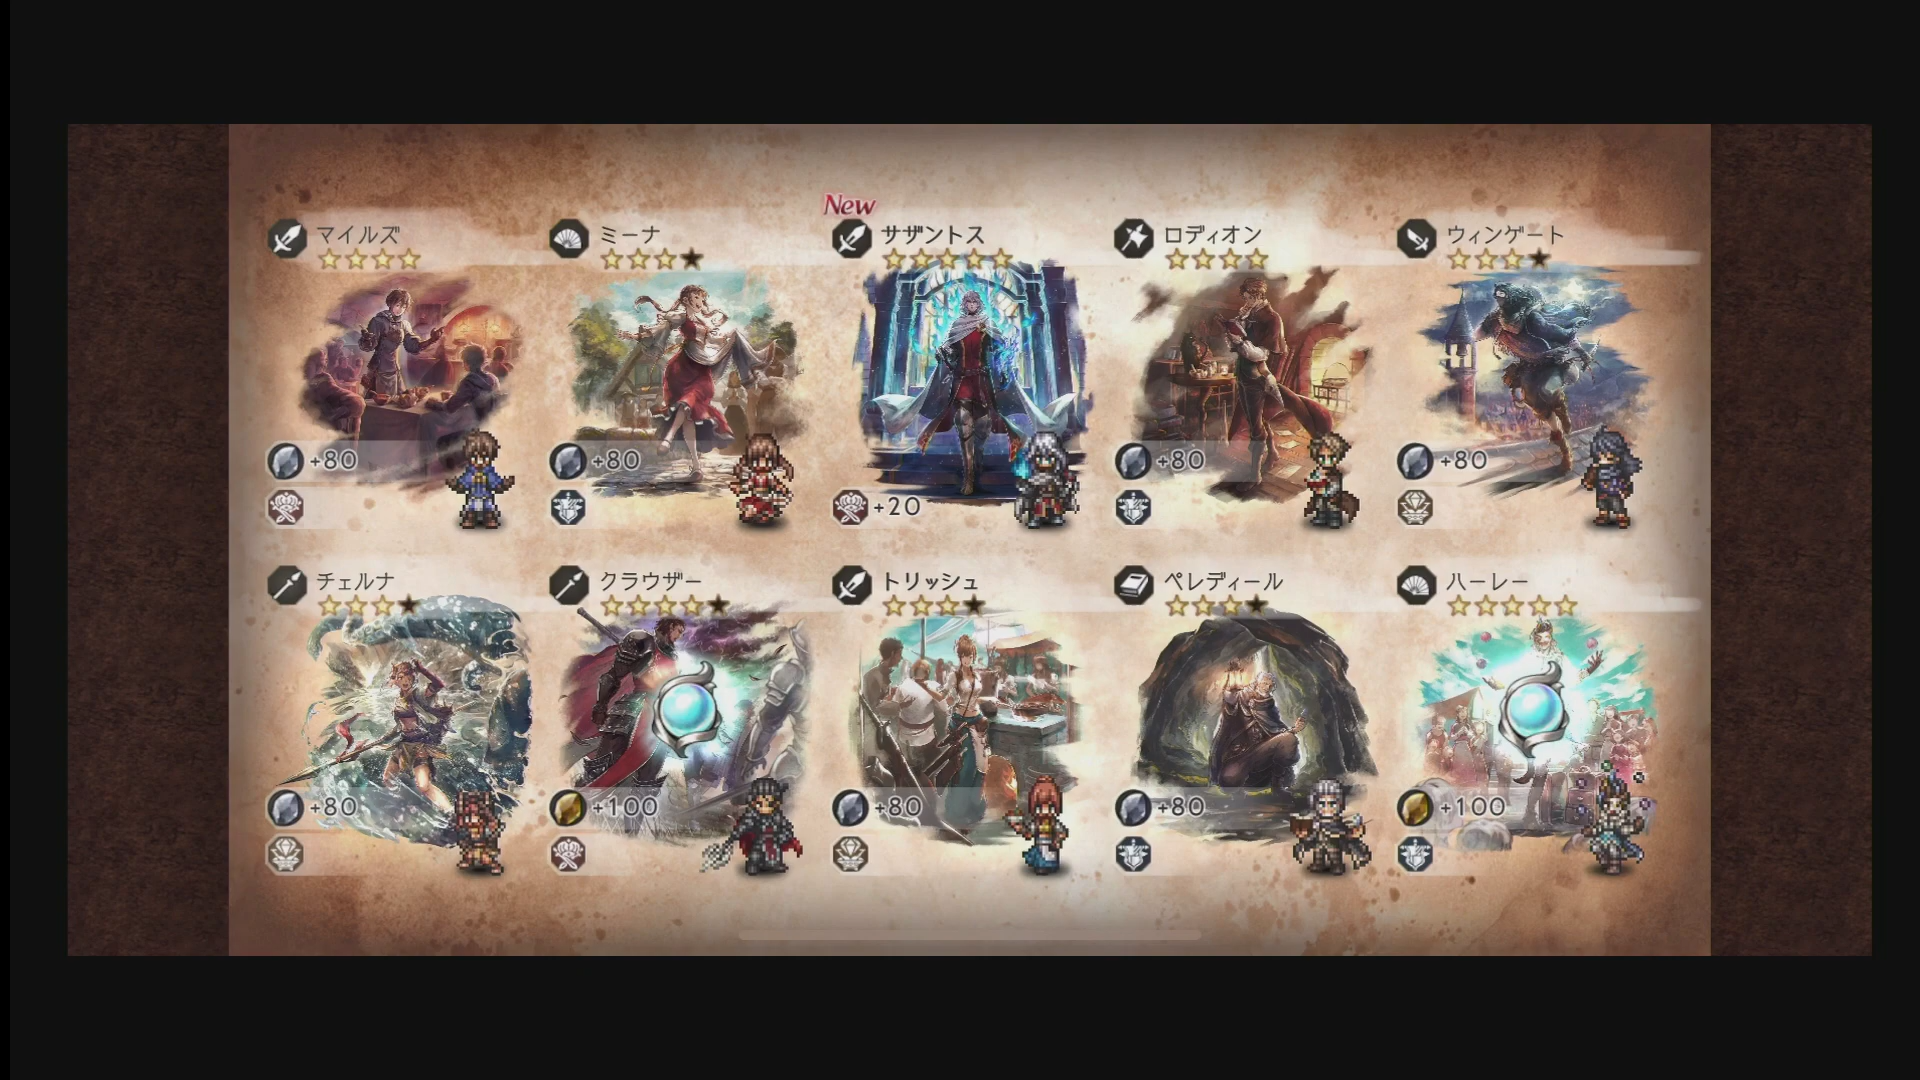 New
マイルズ
ミーナ
サザントス
ロディオン
ウィンゲート
+80
+80
+20
+80
+80
チェルナ
クラウザー
トリッシュ
ペレディール
ハーレー
+80
+100
+80
+80
+100